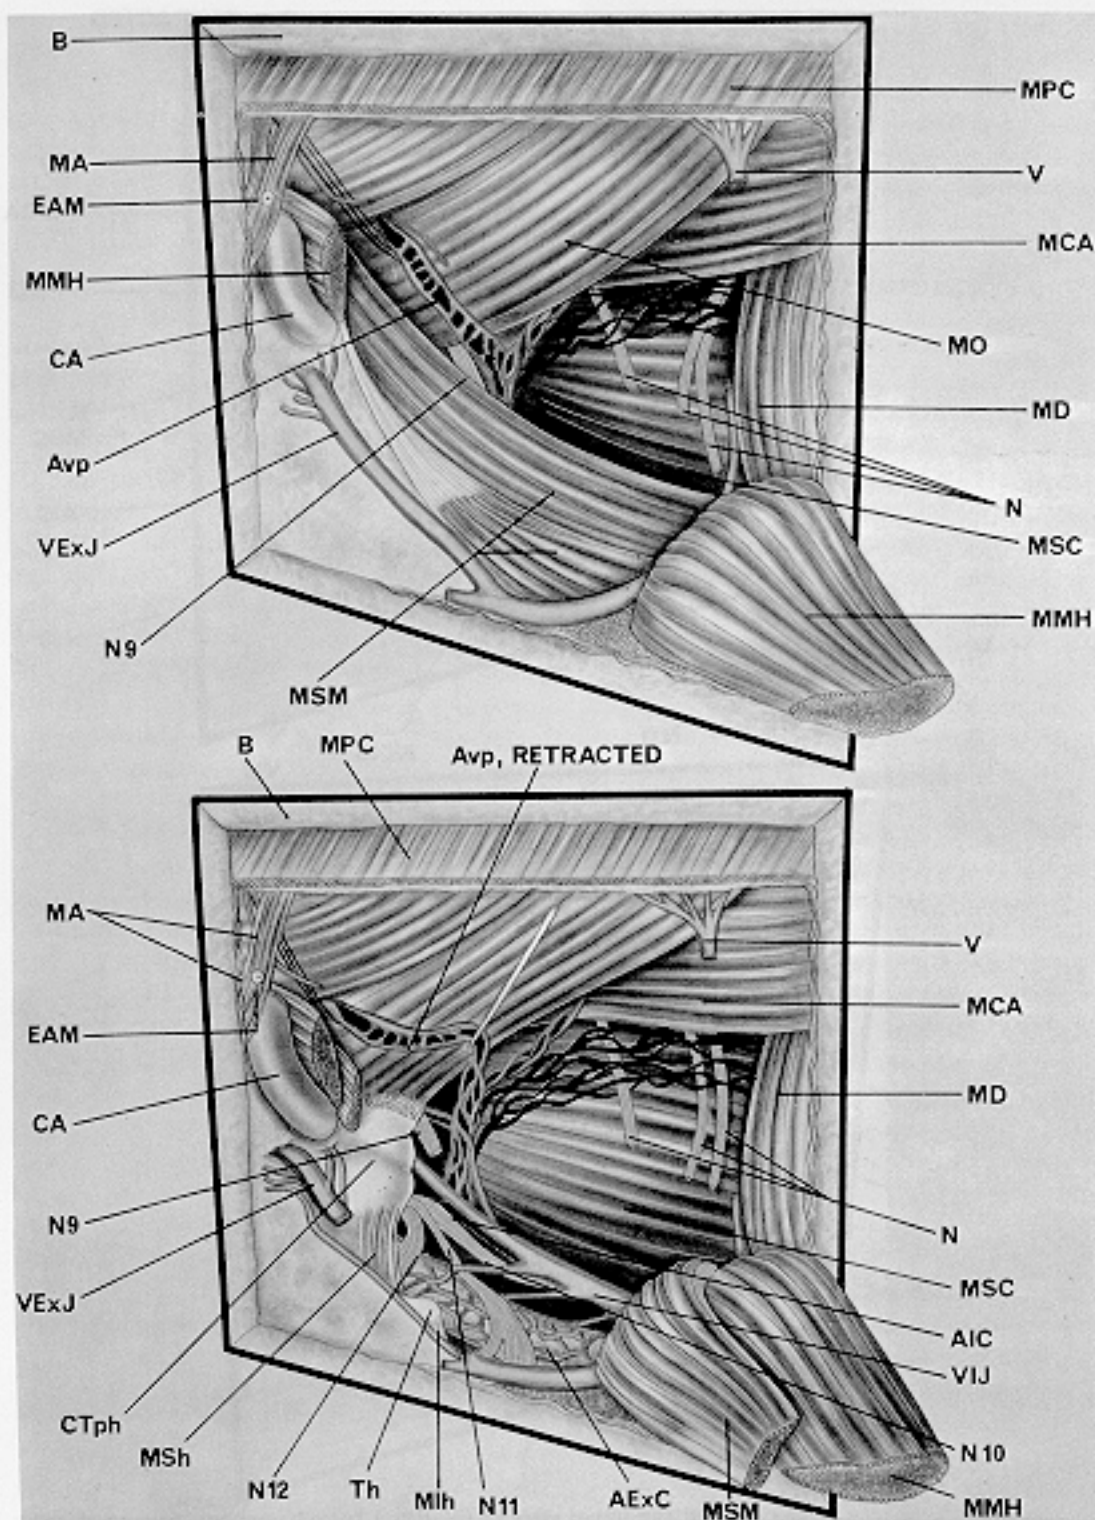 B
MPC
MA
V
EAM
MCA
MMH
CA
MO
MD
Avp
N
VExJ
MSC
MMH
N9
MSM
B
MPC
Avp, RETRACTED
MA
V
MCA
EAM
MD
CA
N9
N
VExJ
MSC
AIC
VIJ
CTph
MSh
N10
N12
Th
MIh
N11
AExC
MSM
MMH